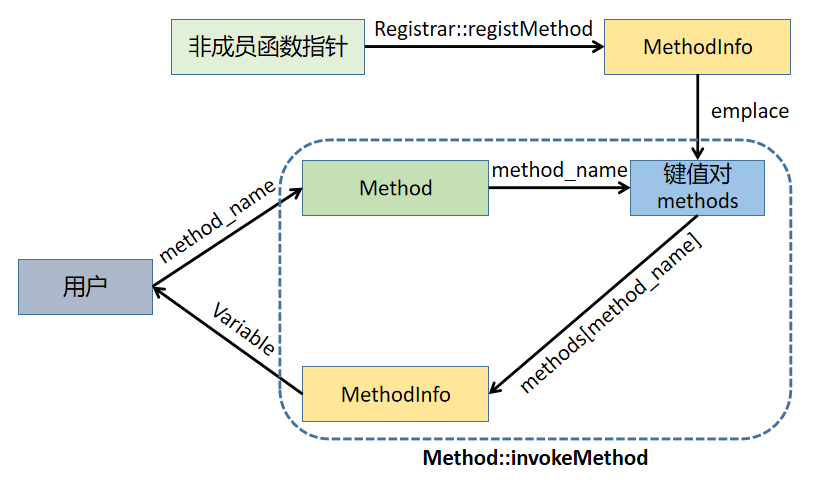 非成员函数指针
Registrar::registMethod
MethodInfo
emplace
Method
method_name
键值对
methods
method_name
用户
methods[method_name]
Variable
MethodInfo
Method::invokeMethod